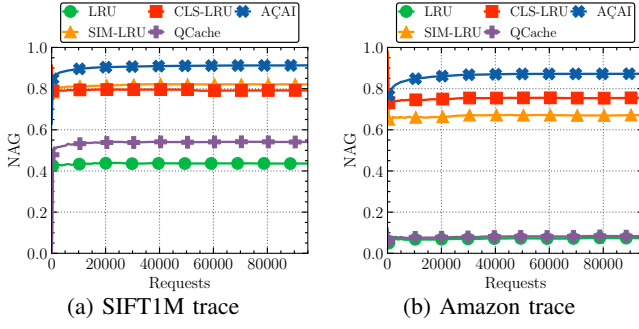 LRU CLS-LRU AÇAI
SIM-LRU QCache
1.0
0.8
0.6
0.4
0.2
0.0
NAG
0 20000 40000 60000 80000
Requests
(a) SIFT1M trace
LRU CLS-LRU AÇAI
SIM-LRU QCache
1.0
0.8
0.6
0.4
0.2
0.0
NAG
0 20000 40000 60000 80000
Requests
(b) Amazon trace